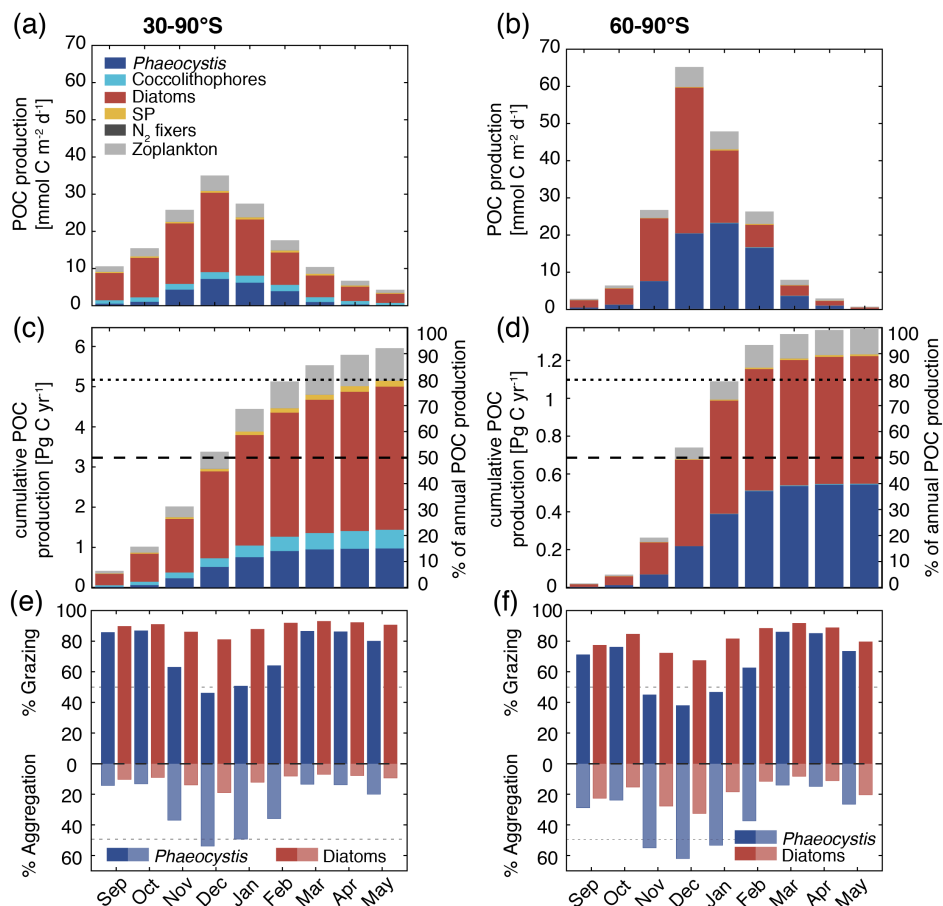 (a) 30-90°S
70
60
50
40
30
20
10
0
POC production
[mmol C m⁻² d⁻¹]
Phaeocystis
Coccolithophores
Diatoms
SP
N₂ fixers
Zoplankton
(b) 60-90°S
70
60
50
40
30
20
10
0
POC production
[mmol C m⁻² d⁻¹]
(c)
6
5
4
3
2
1
0
cumulative POC
production [Pg C yr⁻¹]
100
90
80
70
60
50
40
30
20
10
0
% of annual POC production
(d)
1.2
1
0.8
0.6
0.4
0.2
0
cumulative POC
production [Pg C yr⁻¹]
100
90
80
70
60
50
40
30
20
10
0
% of annual POC production
(e)
100
80
60
40
20
0
20
40
60
% Grazing
% Aggregation
Phaeocystis Diatoms
Sep Oct Nov Dec Jan Feb Mar Apr May
(f)
100
80
60
40
20
0
20
40
60
% Grazing
% Aggregation
Phaeocystis
Diatoms
Sep Oct Nov Dec Jan Feb Mar Apr May